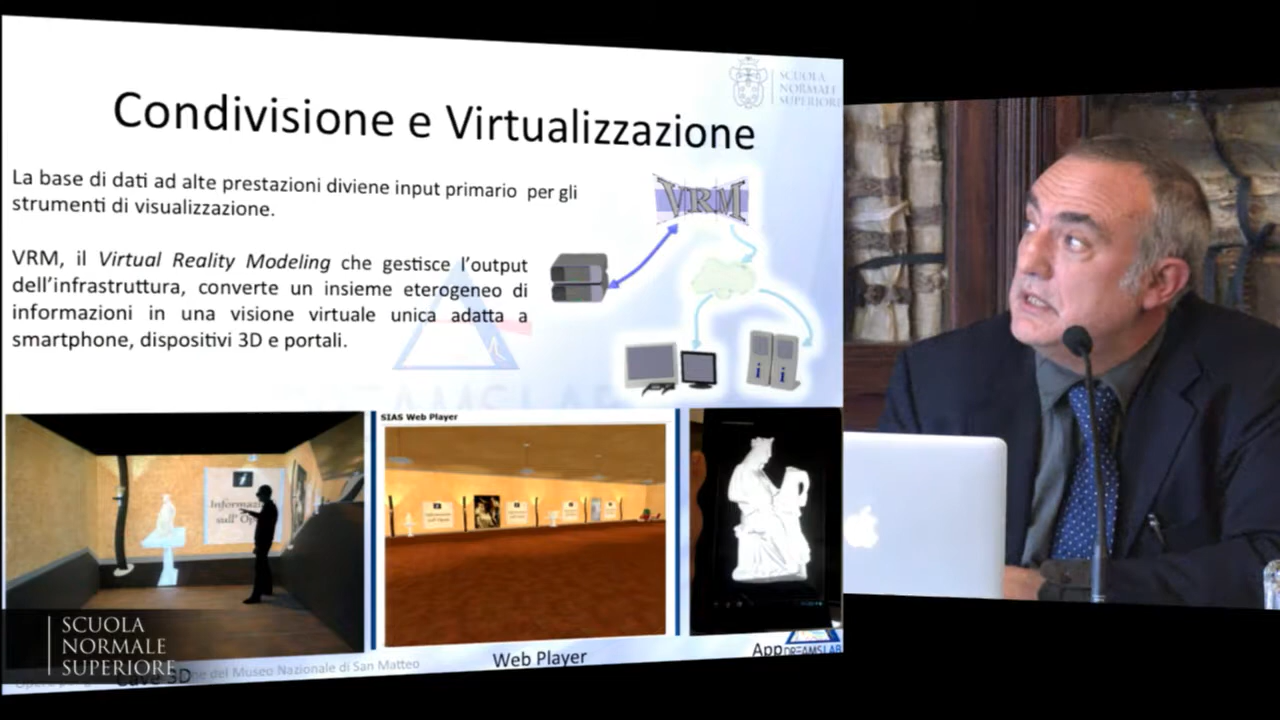 SCUOLA
NORMALE
SUPERIORE
Condivisione e Virtualizzazione
La base di dati ad alte prestazioni diviene input primario per gli
strumenti di visualizzazione.
VRM, il Virtual Reality Modeling che gestisce l'output
dell'infrastruttura, converte un insieme eterogeneo di
informazioni in una visione virtuale unica adatta a
smartphone, dispositivi 3D e portali.
VRM
i i
SIAS Web Player
sull'
SCUOLA
NORMALE
SUPERIORE
Cave 3D
del Museo Nazionale di San Matteo
Web Player
App
DREAMSLAB